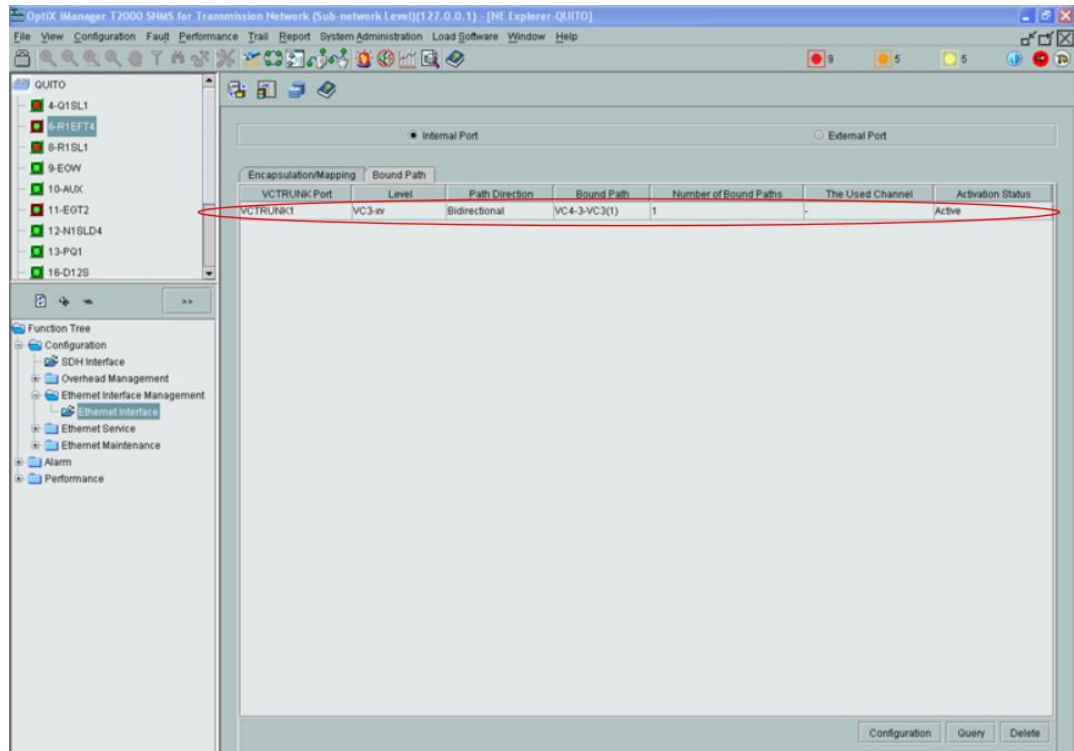 OptiX iManager T2000 SNMS for Transmission Network (Sub-network Level)(127.0.0.1) - [NE Explorer-QUITO]
File View Configuration Fault Performance Trail Report System Administration Load Software Window Help
9 5 5
QUITO
4-Q1SL1
6-R1EFT4
8-R1SL1
9-EOW
10-AUX
11-EGT2
12-N1SLD4
13-PQ1
16-D12S
>>
Function Tree
Configuration
SDH Interface
Overhead Management
Ethernet Interface Management
Ethernet Interface
Ethernet Service
Ethernet Maintenance
Alarm
Performance
Internal Port External Port
Encapsulation/Mapping Bound Path
VCTRUNK Port Level Path Direction Bound Path Number of Bound Paths The Used Channel Activation Status
VCTRUNK1 VC3-xv Bidirectional VC4-3-VC3(1) 1 - Active
Configuration Query Delete